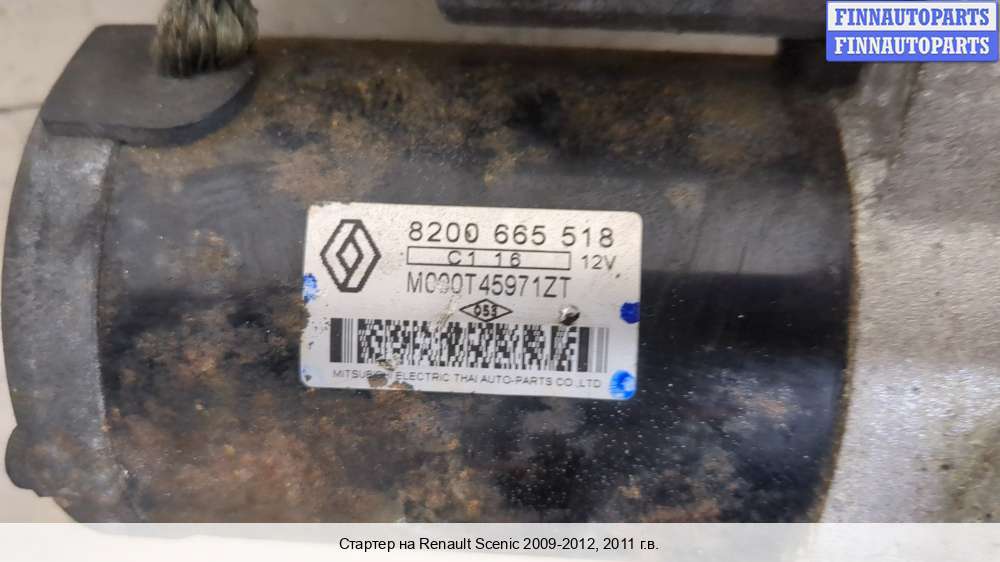 FINNAUTOPARTS
FINNAUTOPARTS
8200 665 518
C1 16 12V
M000T45971ZT
053
ELECTRIC THAI AUTO-PARTS CO.,LTD
Стартер на Renault Scenic 2009-2012, 2011 г.в.